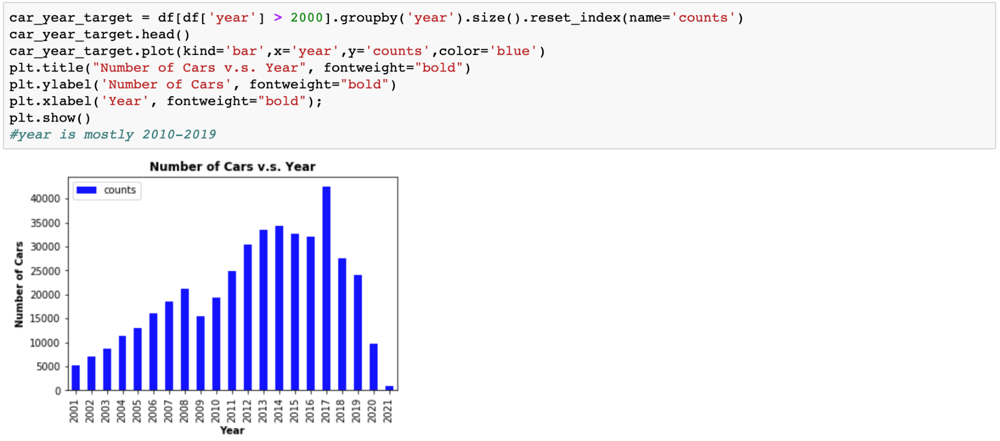 car_year_target = df[df['year'] > 2000].groupby('year').size().reset_index(name='counts')
car_year_target.head()
car_year_target.plot(kind='bar',x='year',y='counts',color='blue')
plt.title("Number of Cars v.s. Year", fontweight="bold")
plt.ylabel('Number of Cars', fontweight="bold")
plt.xlabel('Year', fontweight="bold");
plt.show()
#year is mostly 2010-2019
Number of Cars v.s. Year
counts
40000
35000
30000
25000
20000
15000
10000
5000
0
Number of Cars
2001 2002 2003 2004 2005 2006 2007 2008 2009 2010 2011 2012 2013 2014 2015 2016 2017 2018 2019 2020 2021
Year